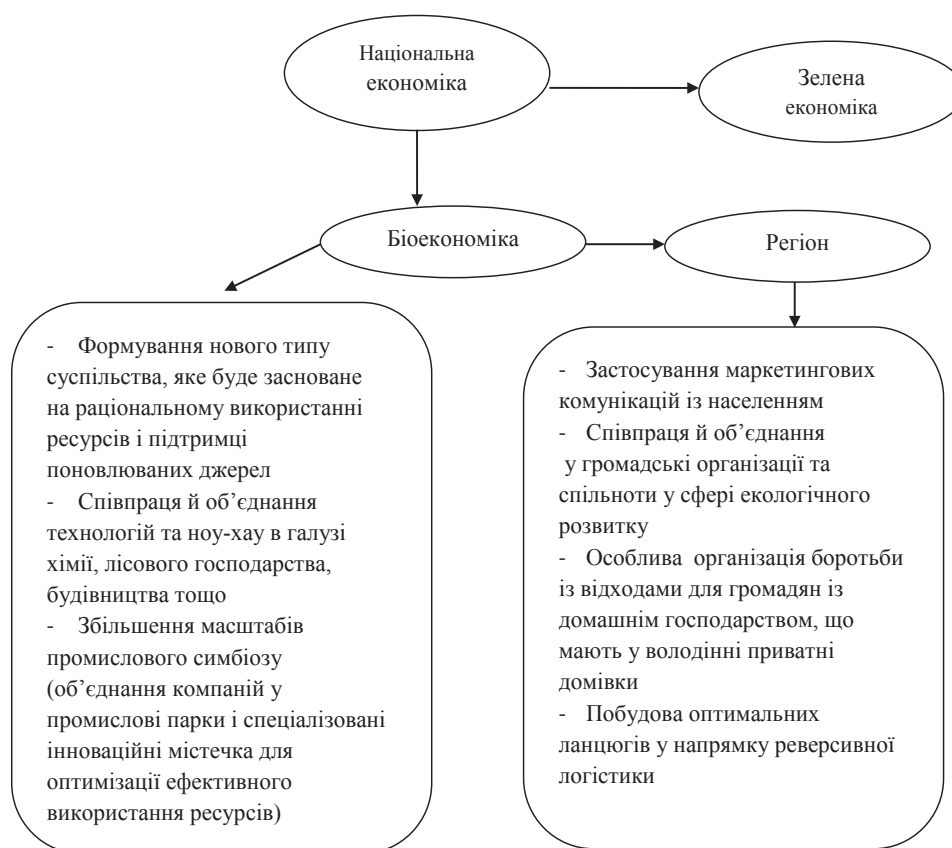 Національна
економіка
Зелена
економіка
Біоекономіка
Регіон
- Формування нового типу
суспільства, яке буде засноване
на раціональному використанні
ресурсів і підтримці
поновлюваних джерел
- Співпраця й об’єднання
технологій та ноу-хау в галузі
хімії, лісового господарства,
будівництва тощо
- Збільшення масштабів
промислового симбіозу
(об’єднання компаній у
промислові парки і спеціалізовані
інноваційні містечка для
оптимізації ефективного
використання ресурсів)
- Застосування маркетингових
комунікацій із населенням
- Співпраця й об’єднання
у громадські організації та
спільноти у сфері екологічного
розвитку
- Особлива організація боротьби
із відходами для громадян із
домашнім господарством, що
мають у володінні приватні
домівки
- Побудова оптимальних
ланцюгів у напрямку реверсивної
логістики